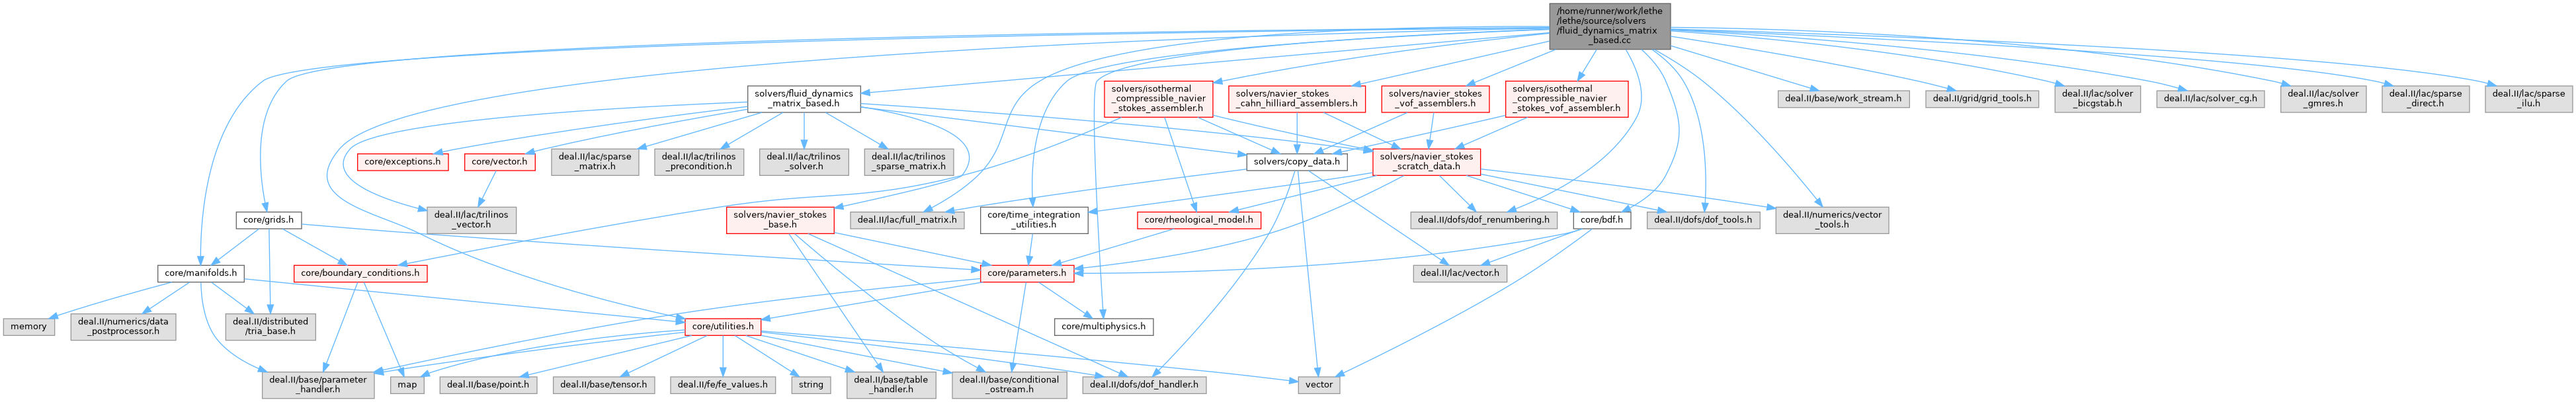 /home/runner/work/lethe
/lethe/source/solvers
/fluid_dynamics_matrix
_based.cc
solvers/fluid_dynamics
_matrix_based.h
solvers/isothermal
_compressible_navier
_stokes_assembler.h
solvers/navier_stokes
_cahn_hilliard_assemblers.h
solvers/navier_stokes
_vof_assemblers.h
solvers/isothermal
_compressible_navier
_stokes_vof_assembler.h
deal.II/base/work_stream.h
deal.II/grid/grid_tools.h
deal.II/lac/solver
_bicgstab.h
deal.II/lac/solver_cg.h
deal.II/lac/solver
_gmres.h
deal.II/lac/sparse
_direct.h
deal.II/lac/sparse
_ilu.h
core/exceptions.h
core/vector.h
deal.II/lac/sparse
_matrix.h
deal.II/lac/trilinos
_precondition.h
deal.II/lac/trilinos
_solver.h
deal.II/lac/trilinos
_sparse_matrix.h
solvers/copy_data.h
solvers/navier_stokes
_scratch_data.h
core/grids.h
deal.II/lac/trilinos
_vector.h
solvers/navier_stokes
_base.h
deal.II/lac/full_matrix.h
core/time_integration
_utilities.h
core/rheological_model.h
deal.II/dofs/dof_renumbering.h
core/bdf.h
deal.II/dofs/dof_tools.h
deal.II/numerics/vector
_tools.h
core/manifolds.h
core/boundary_conditions.h
core/parameters.h
deal.II/lac/vector.h
memory
deal.II/numerics/data
_postprocessor.h
deal.II/distributed
/tria_base.h
core/utilities.h
core/multiphysics.h
deal.II/base/parameter
_handler.h
map
deal.II/base/point.h
deal.II/base/tensor.h
deal.II/fe/fe_values.h
string
deal.II/base/table
_handler.h
deal.II/base/conditional
_ostream.h
deal.II/dofs/dof_handler.h
vector